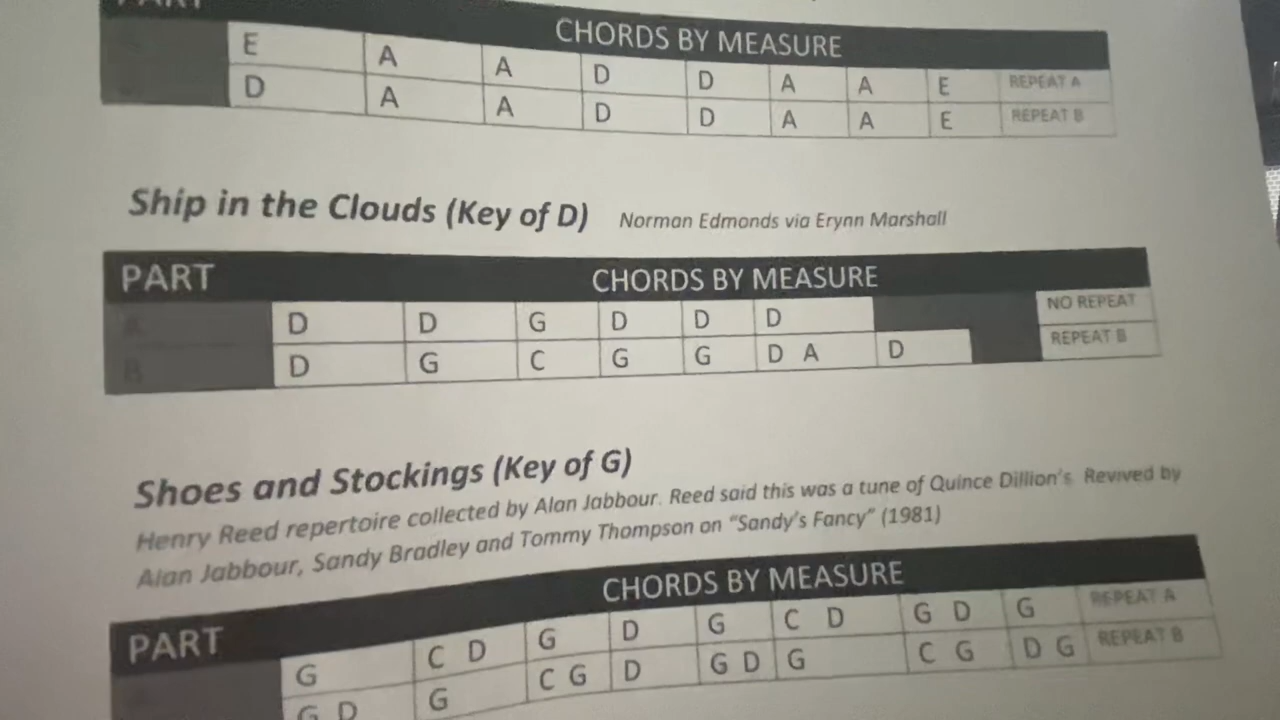 PART CHORDS BY MEASURE
E A A D D A A E REPEAT A
D A A D D A A E REPEAT B
Ship in the Clouds (Key of D) Norman Edmonds via Erynn Marshall
PART CHORDS BY MEASURE
A D D G D D D NO REPEAT
B D G C G G D A D REPEAT B
Shoes and Stockings (Key of G)
Henry Reed repertoire collected by Alan Jabbour. Reed said this was a tune of Quince Dillion's. Revived by
Alan Jabbour, Sandy Bradley and Tommy Thompson on "Sandy's Fancy" (1981)
PART CHORDS BY MEASURE
G C D G D G C D G D G REPEAT A
G D G C G D G D G C G D G REPEAT B